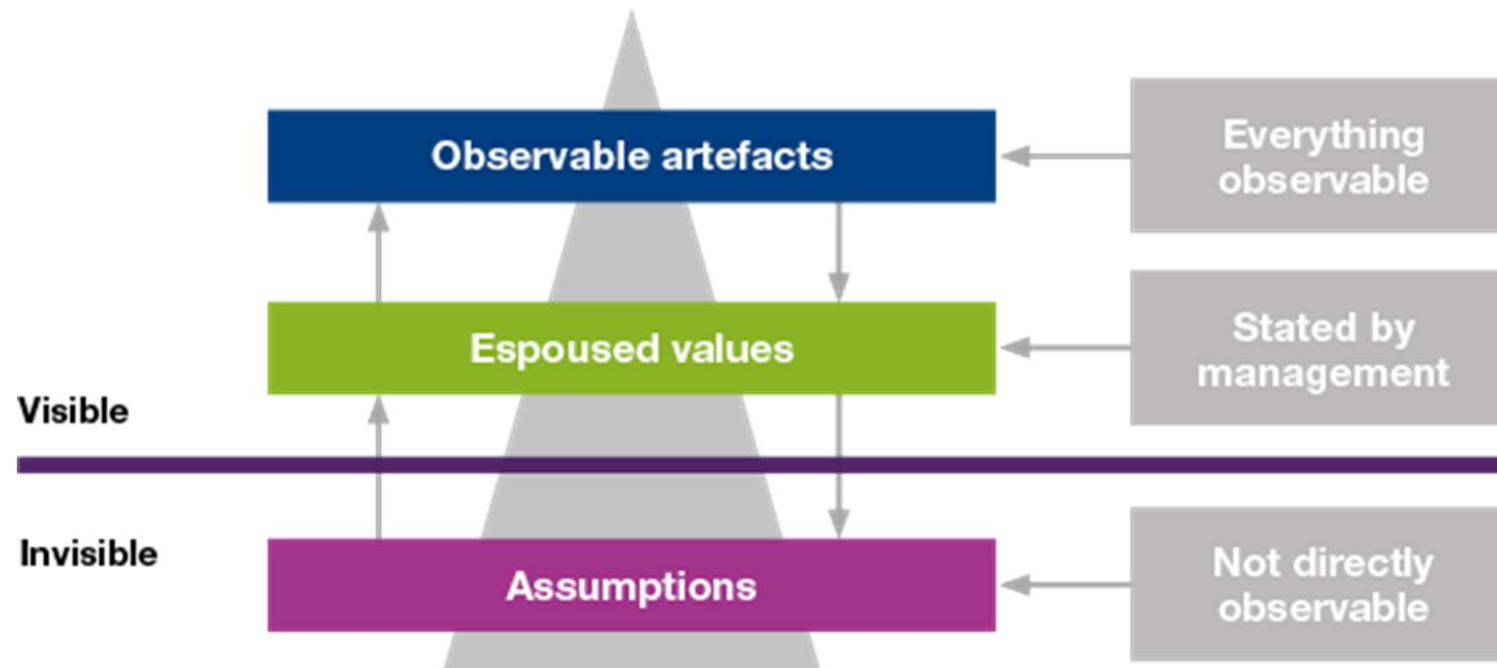 Observable artefacts
Everything
observable
Espoused values
Stated by
management
Visible
Invisible
Assumptions
Not directly
observable